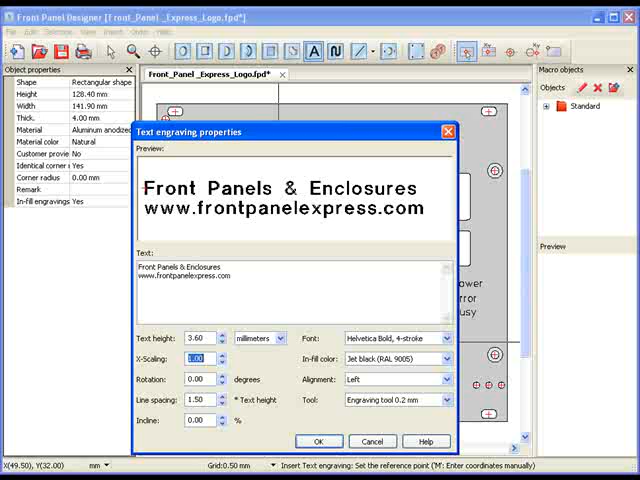 Front Panel Designer [Front_Panel _Express_Logo.fpd*]
File Edit Selection View Insert Order Help
Object properties
Front_Panel _Express_Logo.fpd*
Macro objects
Shape Rectangular shape
Height 128.40 mm
Width 141.90 mm
Thick. 4.00 mm
Material Aluminum anodized
Material color Natural
Customer provie No
Identical corner r Yes
Corner radius 0.00 mm
Remark
In-fill engravings Yes
Objects
Standard
Preview
Text engraving properties
Preview:
Front Panels & Enclosures
www.frontpanelexpress.com
Text:
Front Panels & Enclosures
www.frontpanelexpress.com
Text height: 3.60 millimeters Font: Helvetica Bold, 4-stroke
X-Scaling: 1.00 In-fill color: Jet black (RAL 9005)
Rotation: 0.00 degrees Alignment: Left
Line spacing: 1.50 * Text height Tool: Engraving tool 0.2 mm
Incline: 0.00 %
OK Cancel Help
ower
rror
usy
X(49.50), Y(32.00) mm Grid:0.50 mm Insert Text engraving: Set the reference point ('M': Enter coordinates manually)